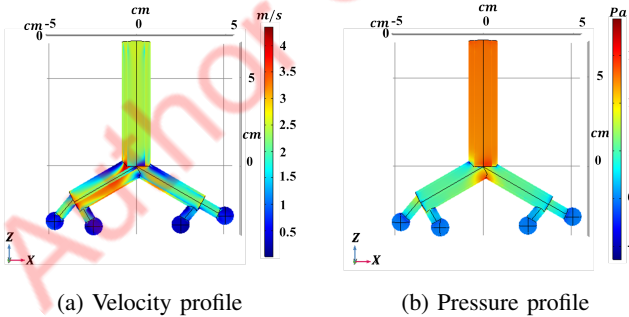 cm
m/s
Pa
cm -5 0 5
cm -5 0 5
0
0
4
3.5
3
2.5
2
1.5
1
0.5
5
cm
0
5
cm
0
Z
X
Z
X
Author
(a) Velocity profile
(b) Pressure profile